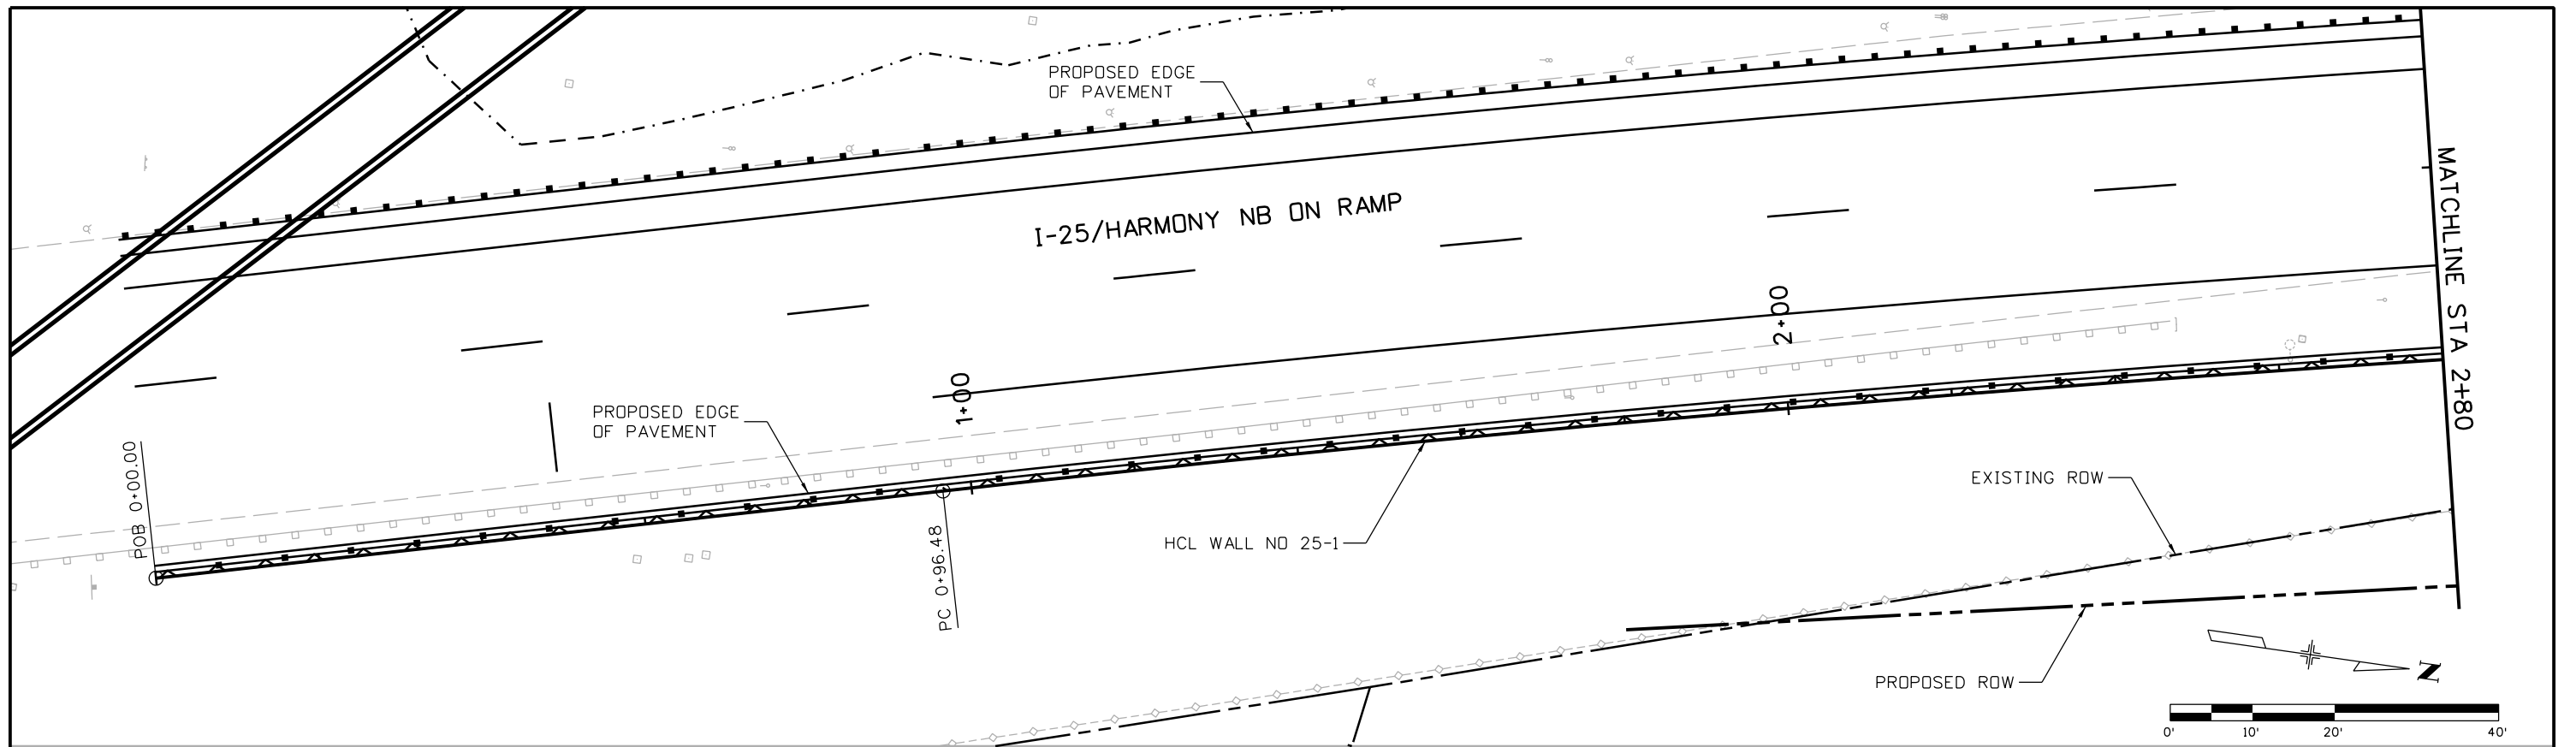 PROPOSED EDGE
OF PAVEMENT
I-25/HARMONY NB ON RAMP
MATCHLINE STA 2+80
2+00
1+00
PROPOSED EDGE
OF PAVEMENT
POB 0+00.00
PC 0+96.48
HCL WALL NO 25-1
EXISTING ROW
PROPOSED ROW
N
0' 10' 20' 40'